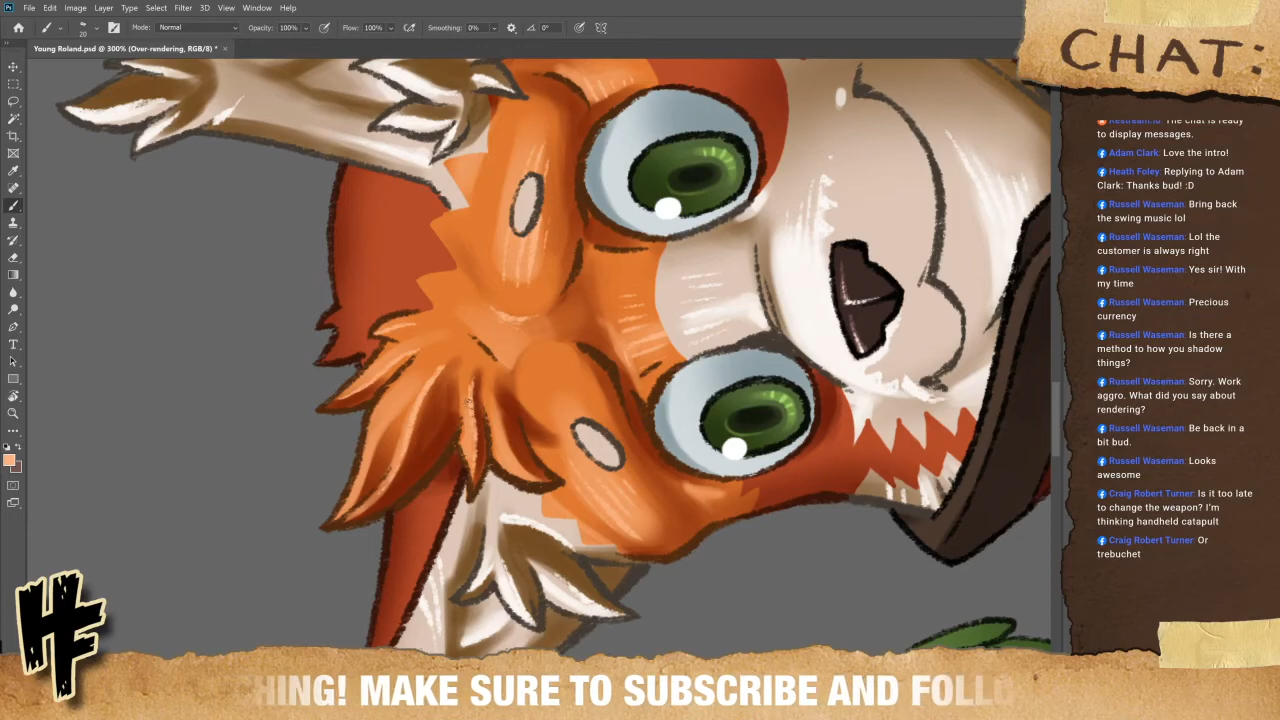 File Edit Image Layer Type Select Filter 3D View Window Help
20 Mode: Normal Opacity: 100% Flow: 100% Smoothing: 0% 0°
Young Roland.psd @ 300% (Over-rendering, RGB/8) * ×
CHAT:
Restream.io: The chat is ready
to display messages.
Adam Clark: Love the intro!
Heath Foley: Replying to Adam
Clark: Thanks bud! :D
Russell Waseman: Bring back
the swing music lol
Russell Waseman: Lol the
customer is always right
Russell Waseman: Yes sir! With
my time
Russell Waseman: Precious
currency
Russell Waseman: Is there a
method to how you shadow
things?
Russell Waseman: Sorry. Work
aggro. What did you say about
rendering?
Russell Waseman: Be back in a
bit bud.
Russell Waseman: Looks
awesome
Craig Robert Turner: Is it too late
to change the weapon? I'm
thinking handheld catapult
Craig Robert Turner: Or
trebuchet
HF
HING! MAKE SURE TO SUBSCRIBE AND FOLLO